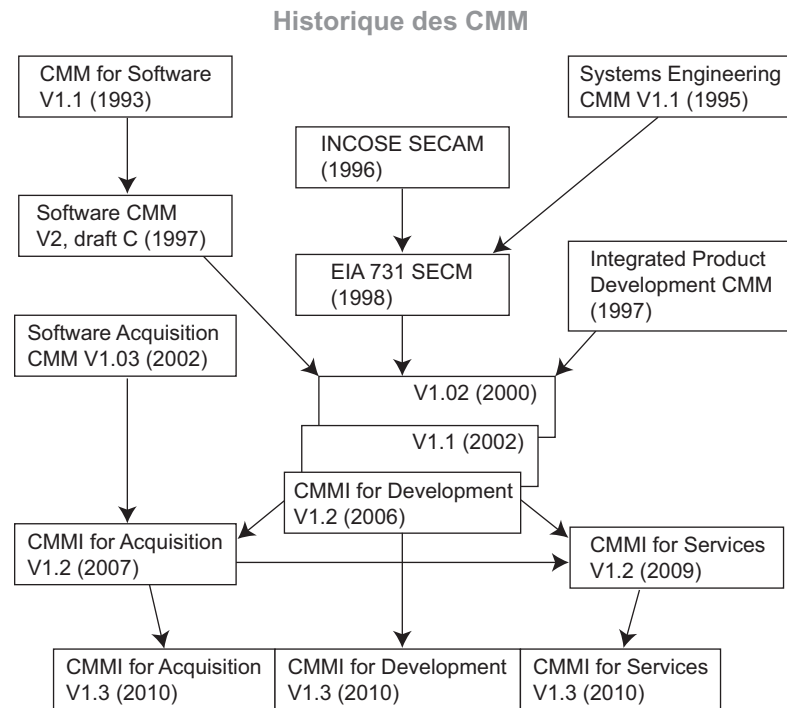 Historique des CMM
CMM for Software
V1.1 (1993)
Systems Engineering
CMM V1.1 (1995)
INCOSE SECAM
(1996)
Software CMM
V2, draft C (1997)
EIA 731 SECM
(1998)
Integrated Product
Development CMM
(1997)
Software Acquisition
CMM V1.03 (2002)
V1.02 (2000)
V1.1 (2002)
CMMI for Development
V1.2 (2006)
CMMI for Acquisition
V1.2 (2007)
CMMI for Services
V1.2 (2009)
CMMI for Acquisition
V1.3 (2010)
CMMI for Development
V1.3 (2010)
CMMI for Services
V1.3 (2010)